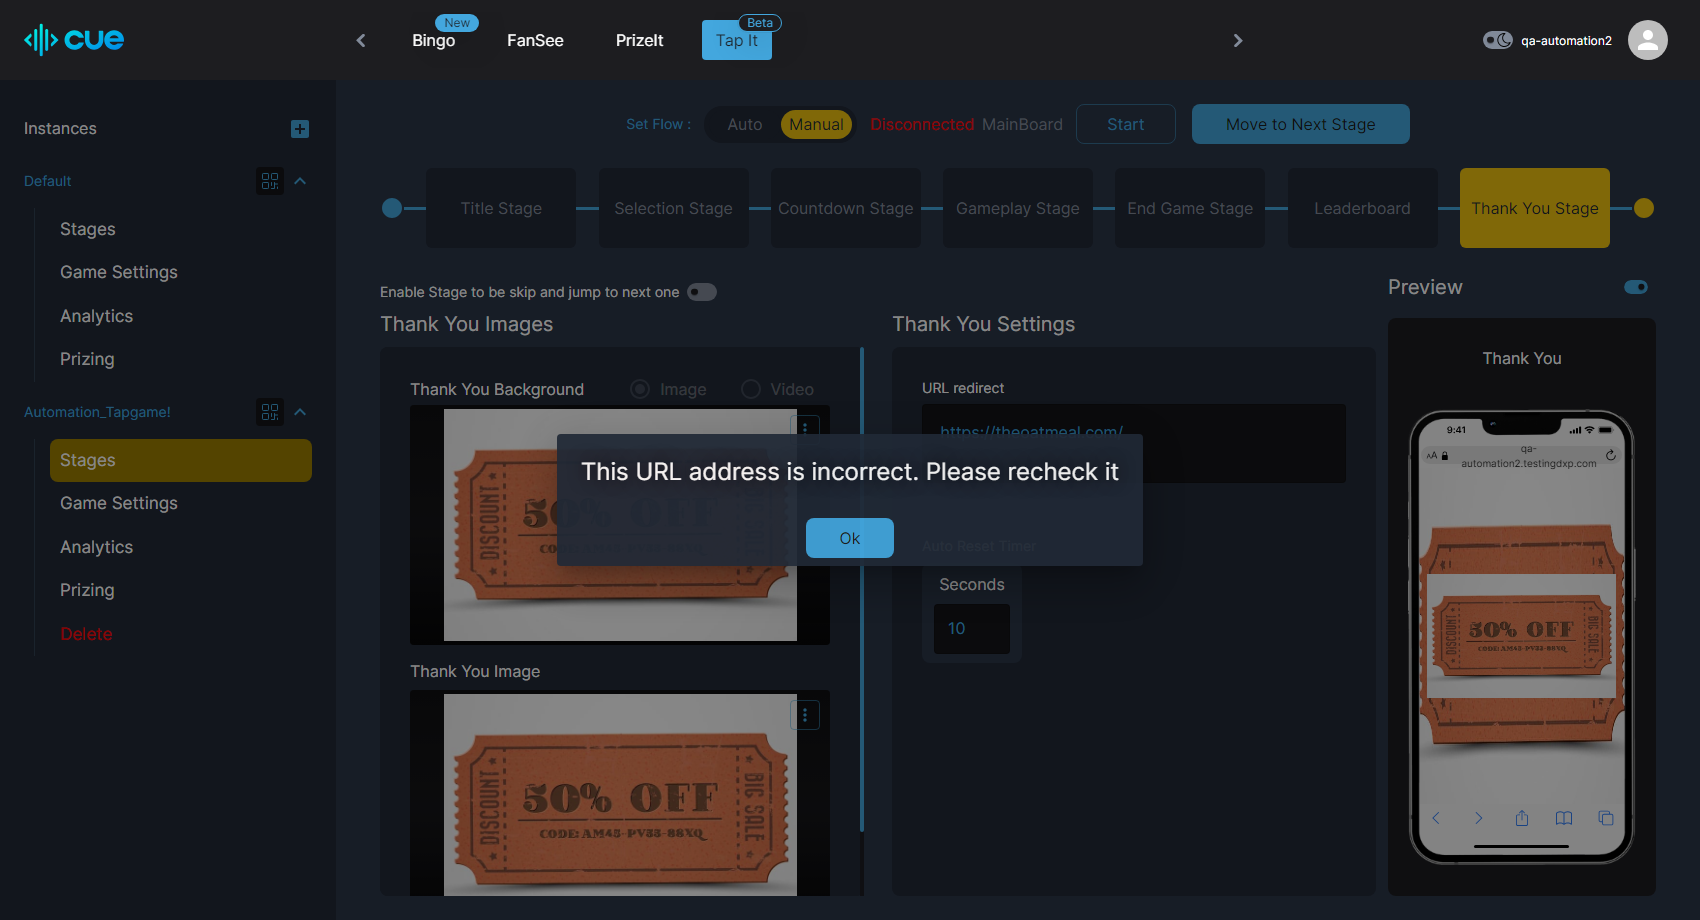 cue
New
Bingo
FanSee
PrizeIt
Beta
Tap It
qa-automation2
Instances
Default
Stages
Game Settings
Analytics
Prizing
Automation_Tapgame!
Stages
Game Settings
Analytics
Prizing
Delete
Set Flow :
Auto
Manual
Disconnected
MainBoard
Start
Move to Next Stage
Title Stage
Selection Stage
Countdown Stage
Gameplay Stage
End Game Stage
Leaderboard
Thank You Stage
Enable Stage to be skip and jump to next one
Thank You Images
Thank You Background
Image
Video
DISCOUNT
50% OFF
Thank You Image
DISCOUNT
50% OFF
CODE: AM45-PV33-88XQ
BIG SALE
Thank You Settings
URL redirect
https://theoatmeal.com/
This URL address is incorrect. Please recheck it
Ok
Auto Reset Timer
Seconds
10
Preview
Thank You
9:41
AA
qa-
automation2.testingdxp.com
DISCOUNT
50% OFF
CODE: AM45-PV33-88XQ
BIG SALE